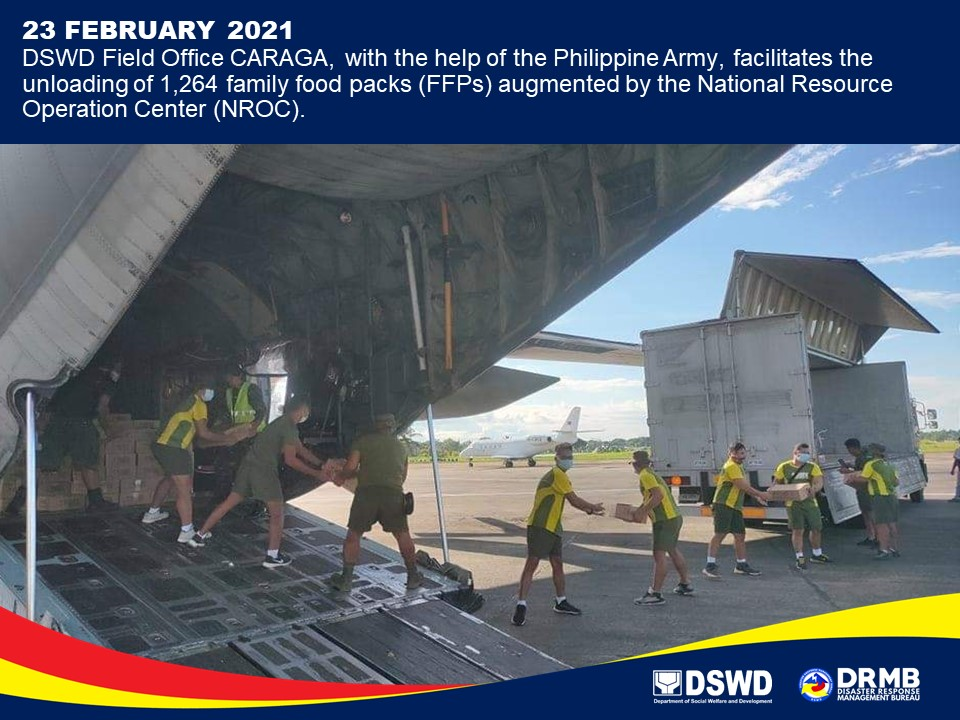 23 FEBRUARY 2021
DSWD Field Office CARAGA, with the help of the Philippine Army, facilitates the
unloading of 1,264 family food packs (FFPs) augmented by the National Resource
Operation Center (NROC).
DSWD
Department of Social Welfare and Development
DRMB
DISASTER RESPONSE
MANAGEMENT BUREAU